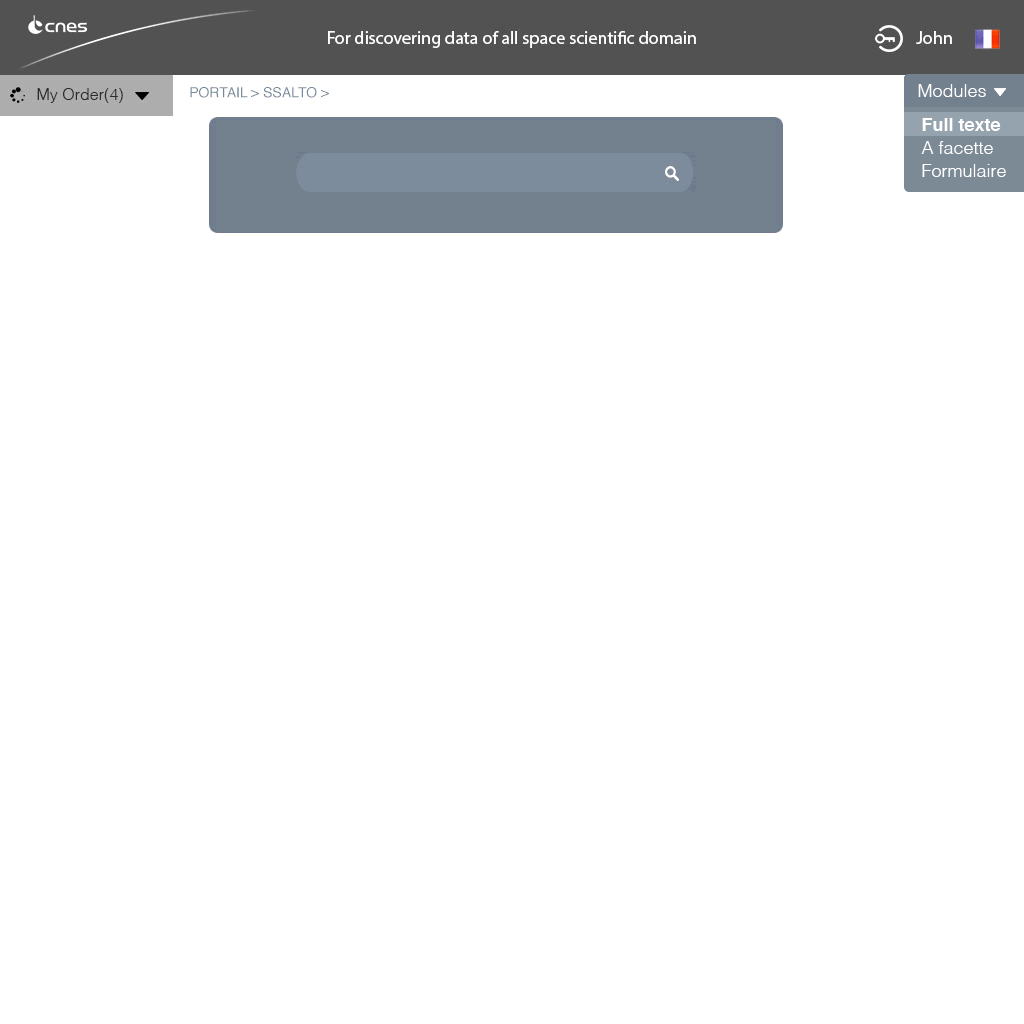 cnes
For discovering data of all space scientific domain
John
My Order(4)
PORTAIL > SSALTO >
Modules
Full texte
A facette
Formulaire